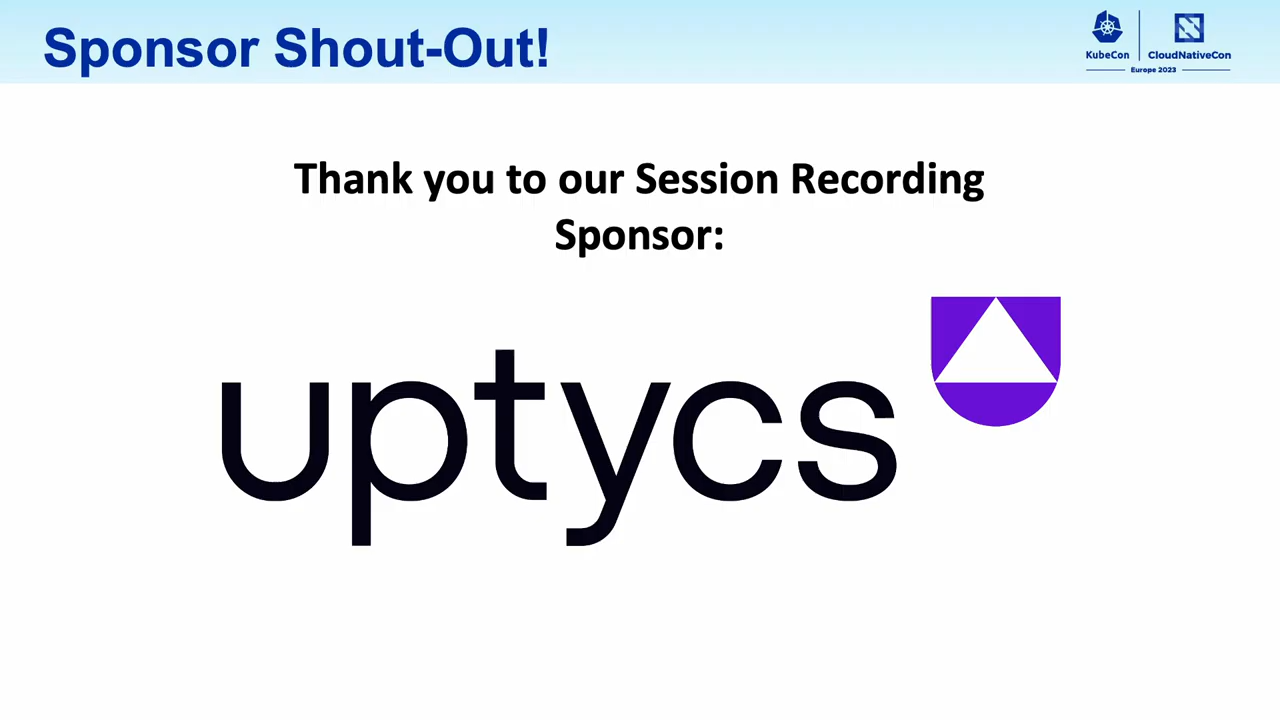 Sponsor Shout-Out!
KubeCon
CloudNativeCon
Europe 2023
Thank you to our Session Recording
Sponsor:
uptycs